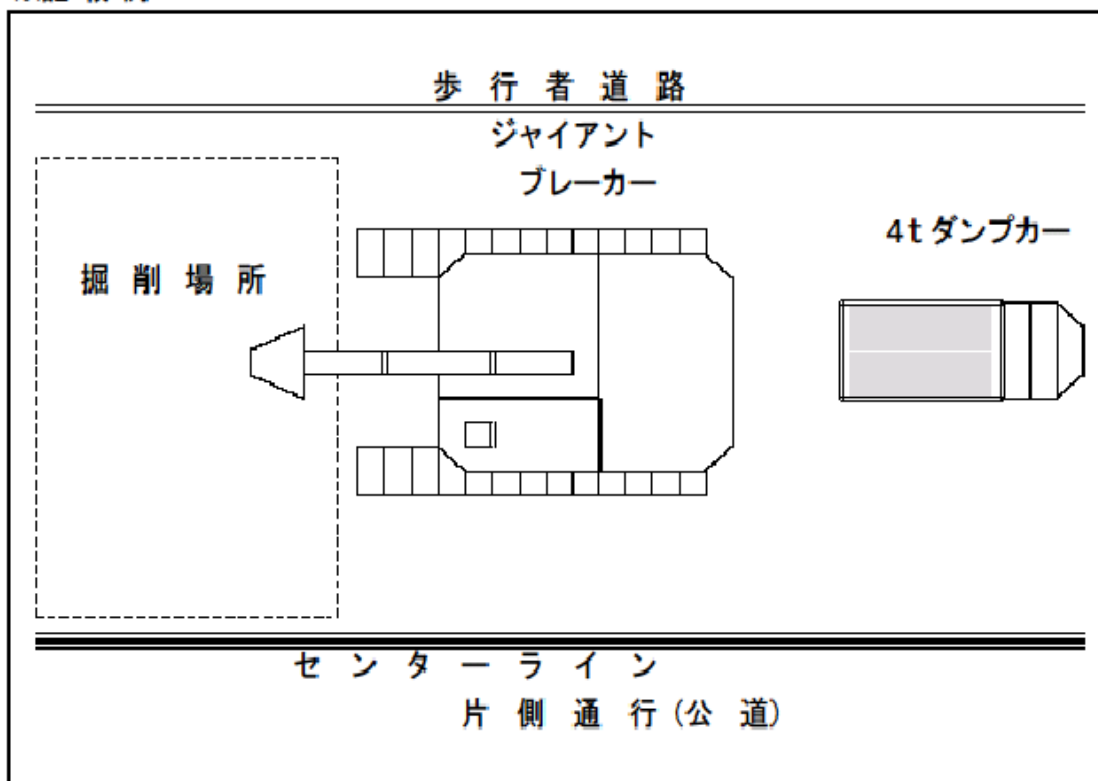 歩行者道路
ジャイアント
ブレーカー
4tダンプカー
掘削場所
センターライン
片側通行(公道)